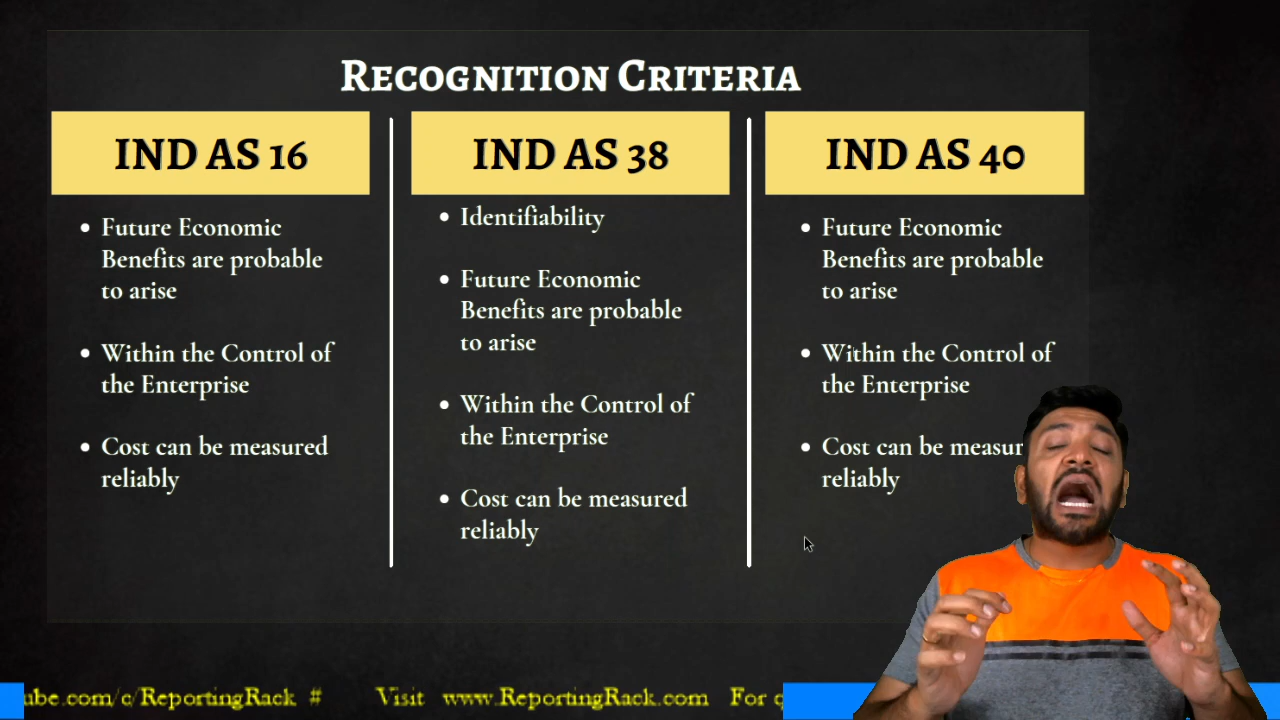 Recognition Criteria
IND AS 16
Future Economic
Benefits are probable
to arise
Within the Control of
the Enterprise
Cost can be measured
reliably
IND AS 38
Identifiability
Future Economic
Benefits are probable
to arise
Within the Control of
the Enterprise
Cost can be measured
reliably
IND AS 40
Future Economic
Benefits are probable
to arise
Within the Control of
the Enterprise
Cost can be measur
reliably
ube.com/c/ReportingRack # Visit www.ReportingRack.com For q